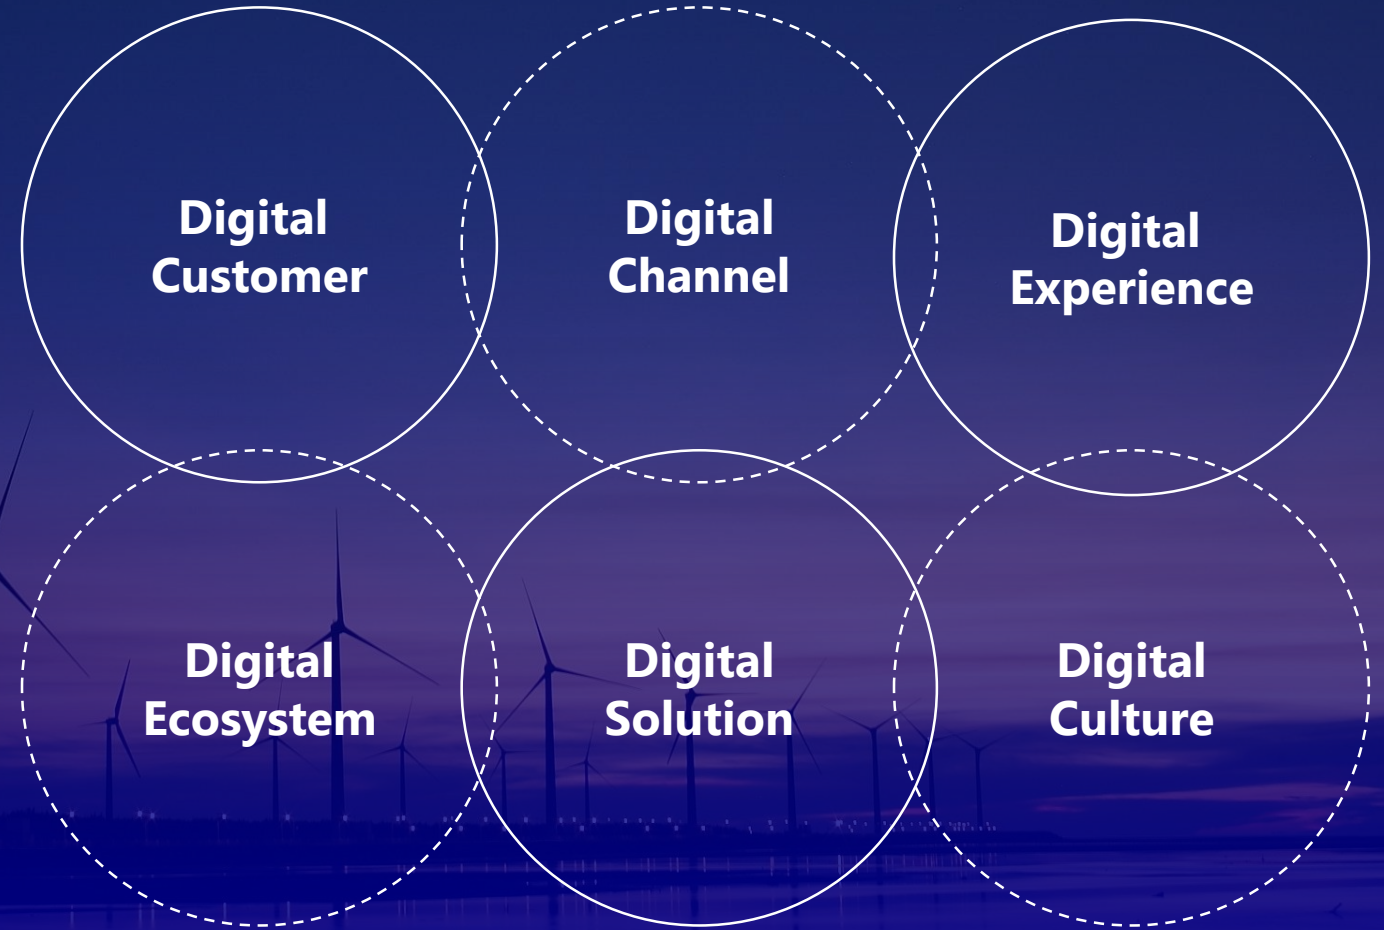 Digital
Customer
Digital
Channel
Digital
Experience
Digital
Ecosystem
Digital
Solution
Digital
Culture